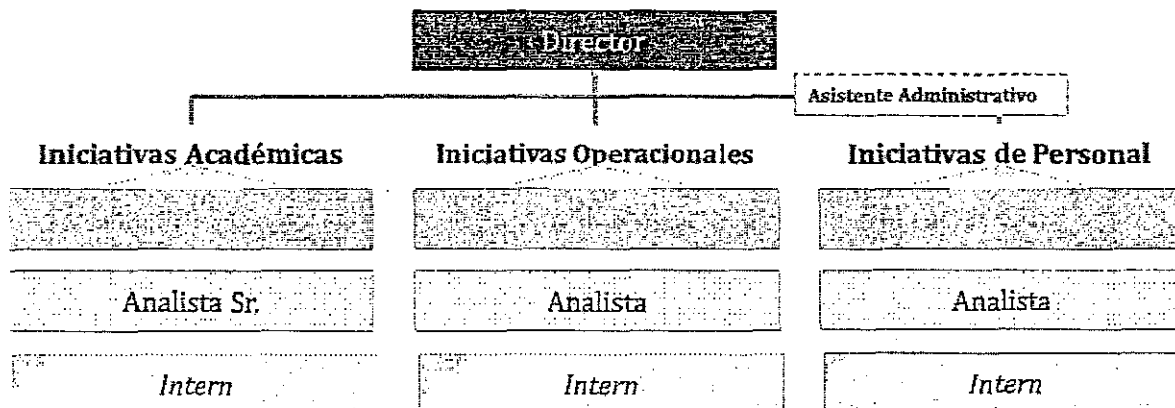 Director
Asistente Administrativo
Iniciativas Académicas
Iniciativas Operacionales
Iniciativas de Personal
Analista Sr.
Analista
Analista
Intern
Intern
Intern